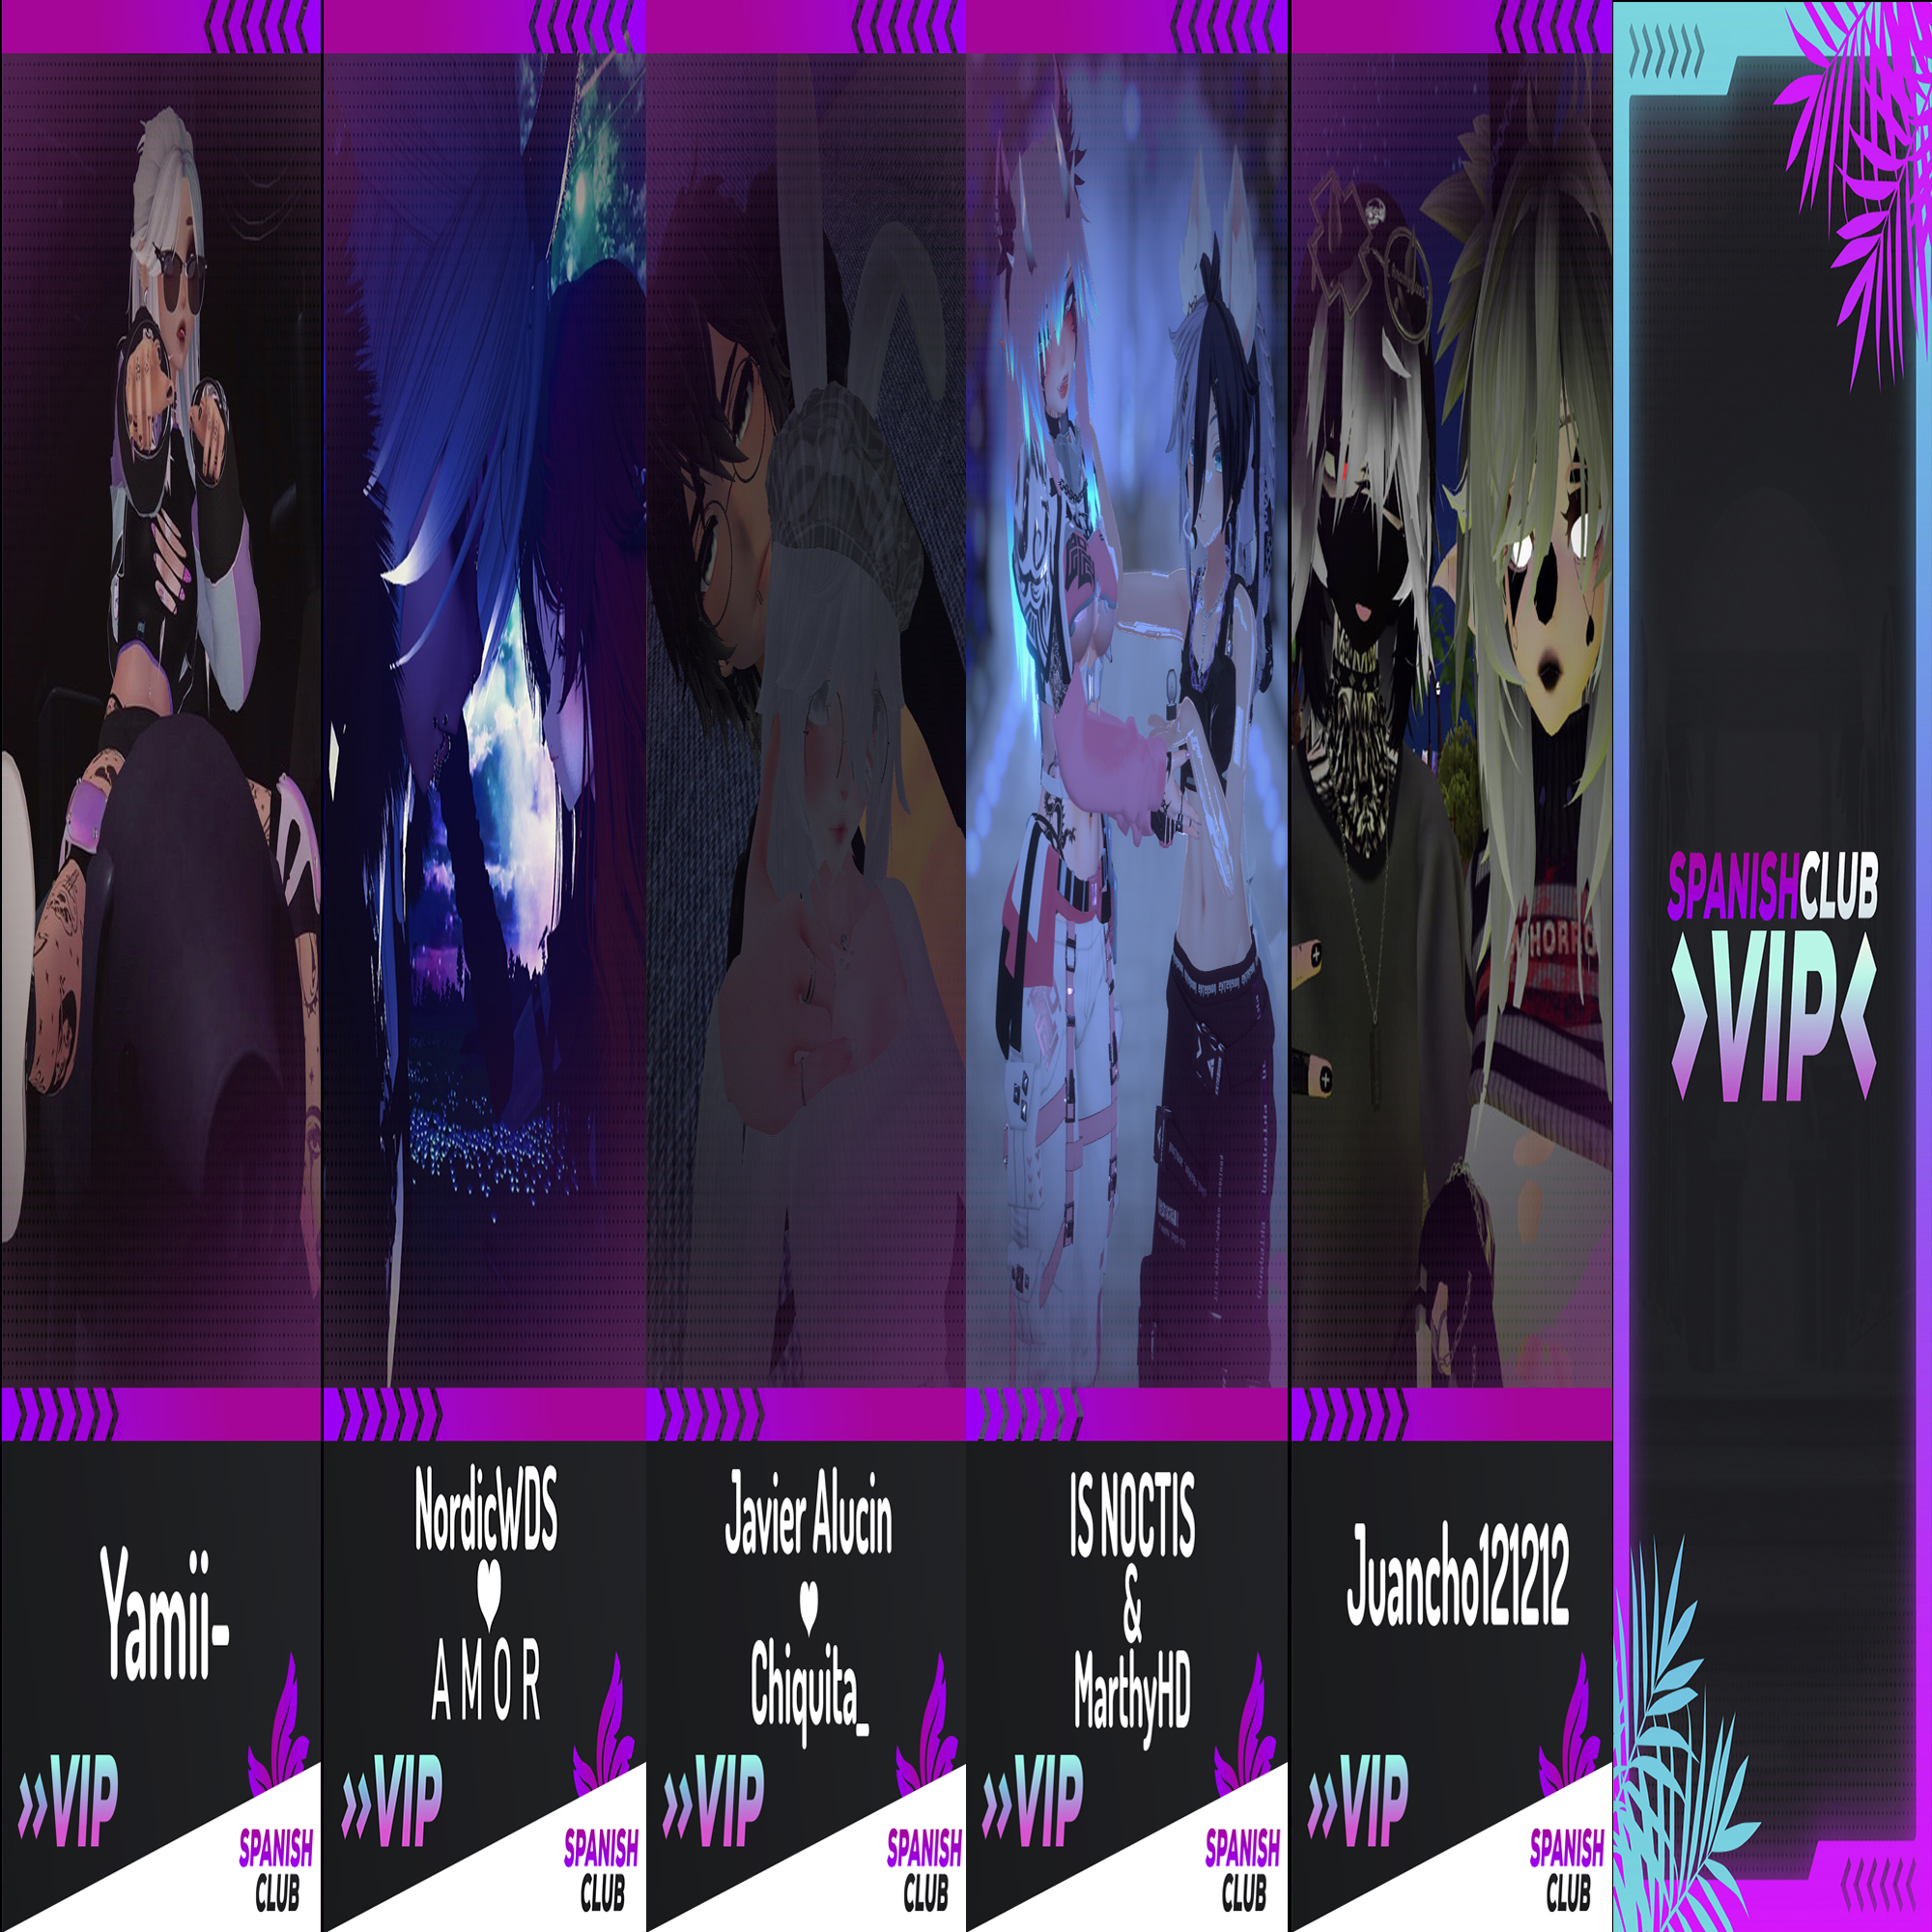 Yamii-
VIP
SPANISH
CLUB
NordicWDS
♥
AMOR
VIP
SPANISH
CLUB
Javier Alucin
♥
Chiquita_
VIP
SPANISH
CLUB
IS NOCTIS
&
MarthyHD
VIP
SPANISH
CLUB
Juancho121212
VIP
SPANISH
CLUB
SPANISHCLUB
VIP